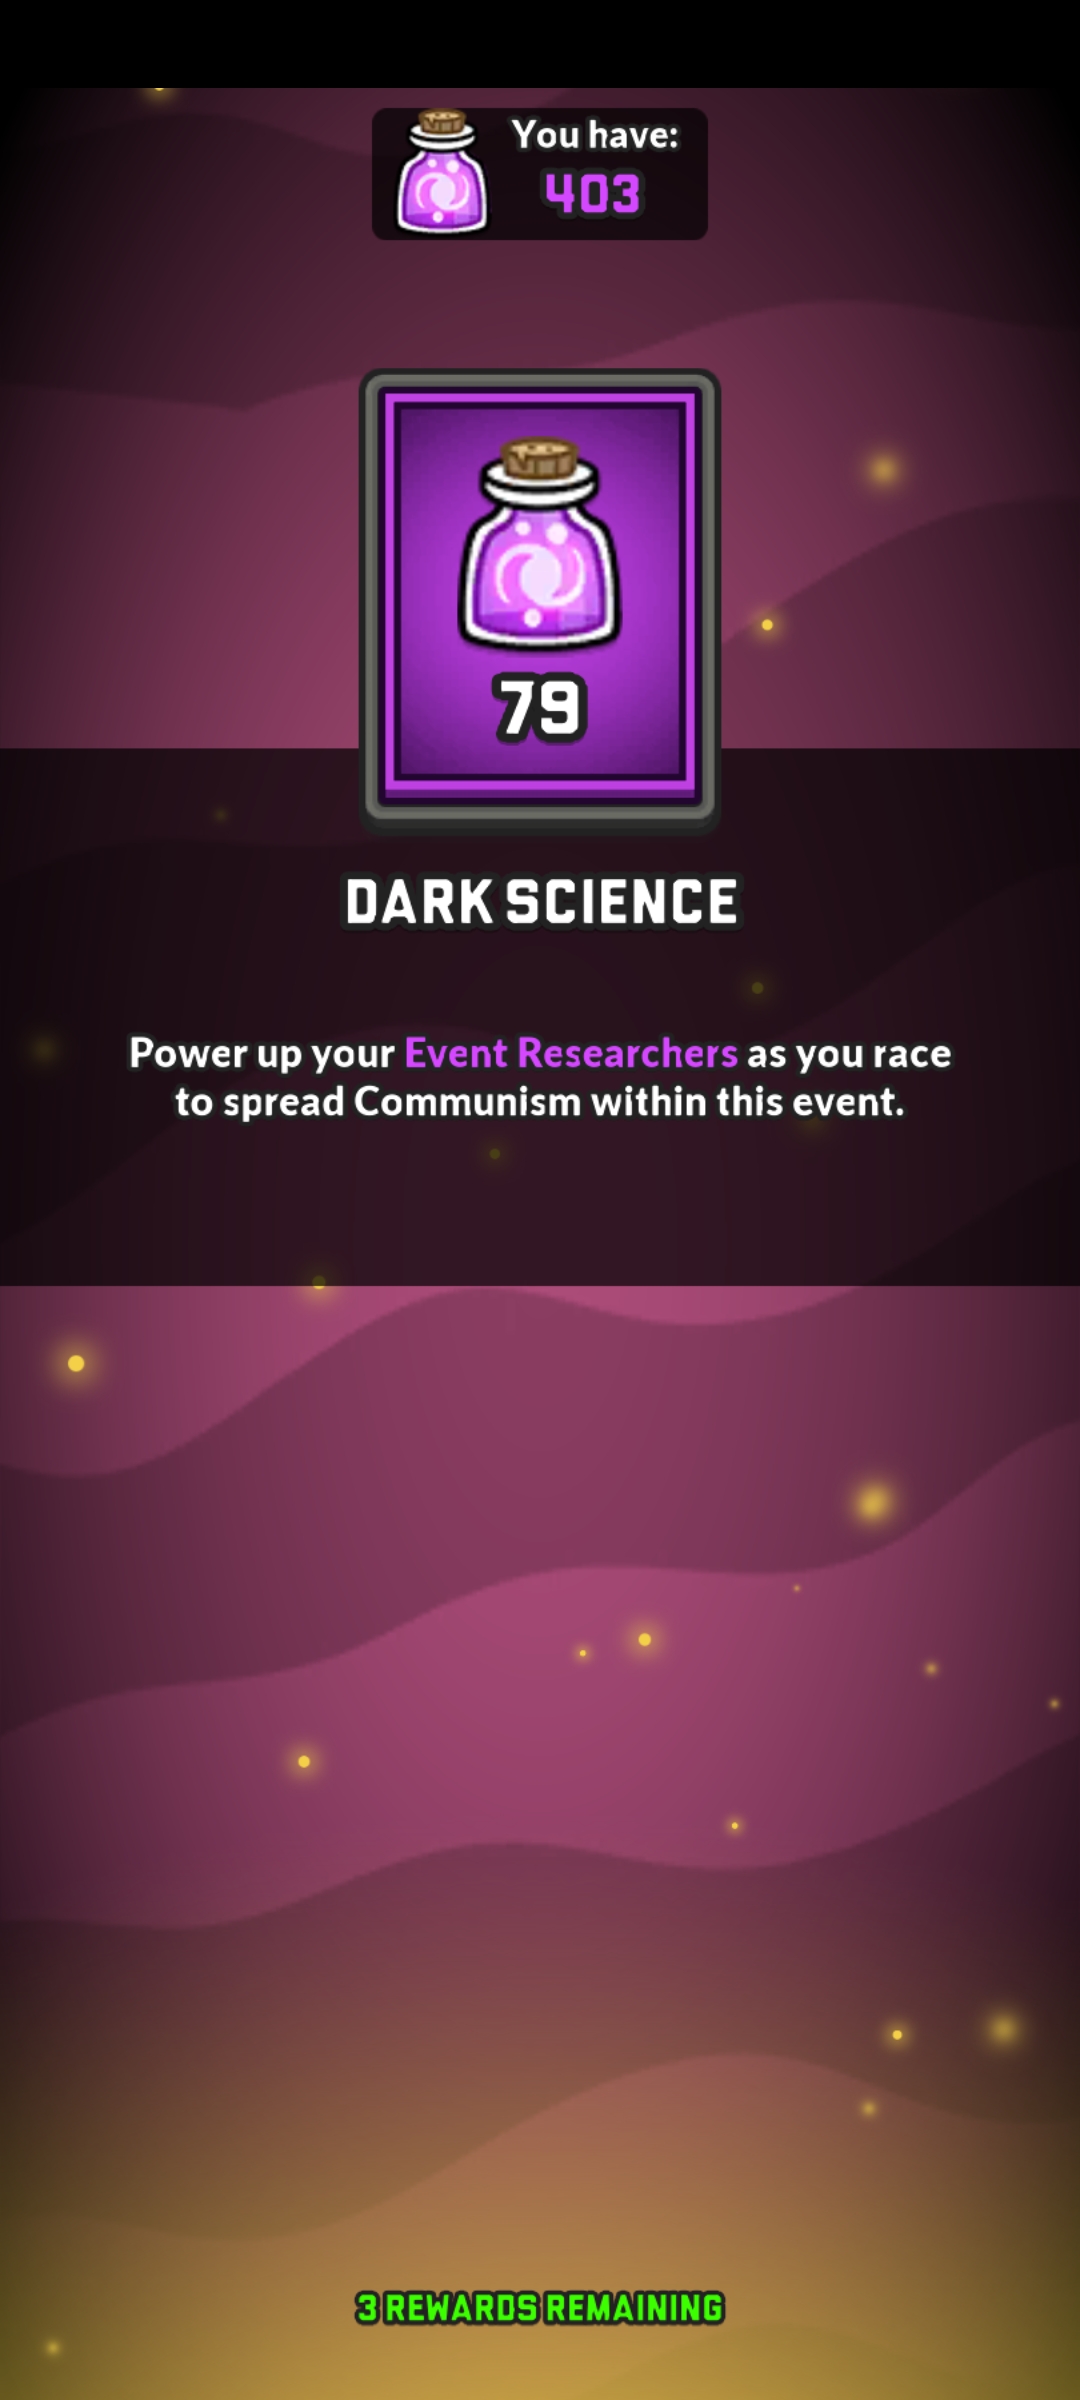 You have:
403
79
DARK SCIENCE
Power up your Event Researchers as you race
to spread Communism within this event.
3 REWARDS REMAINING